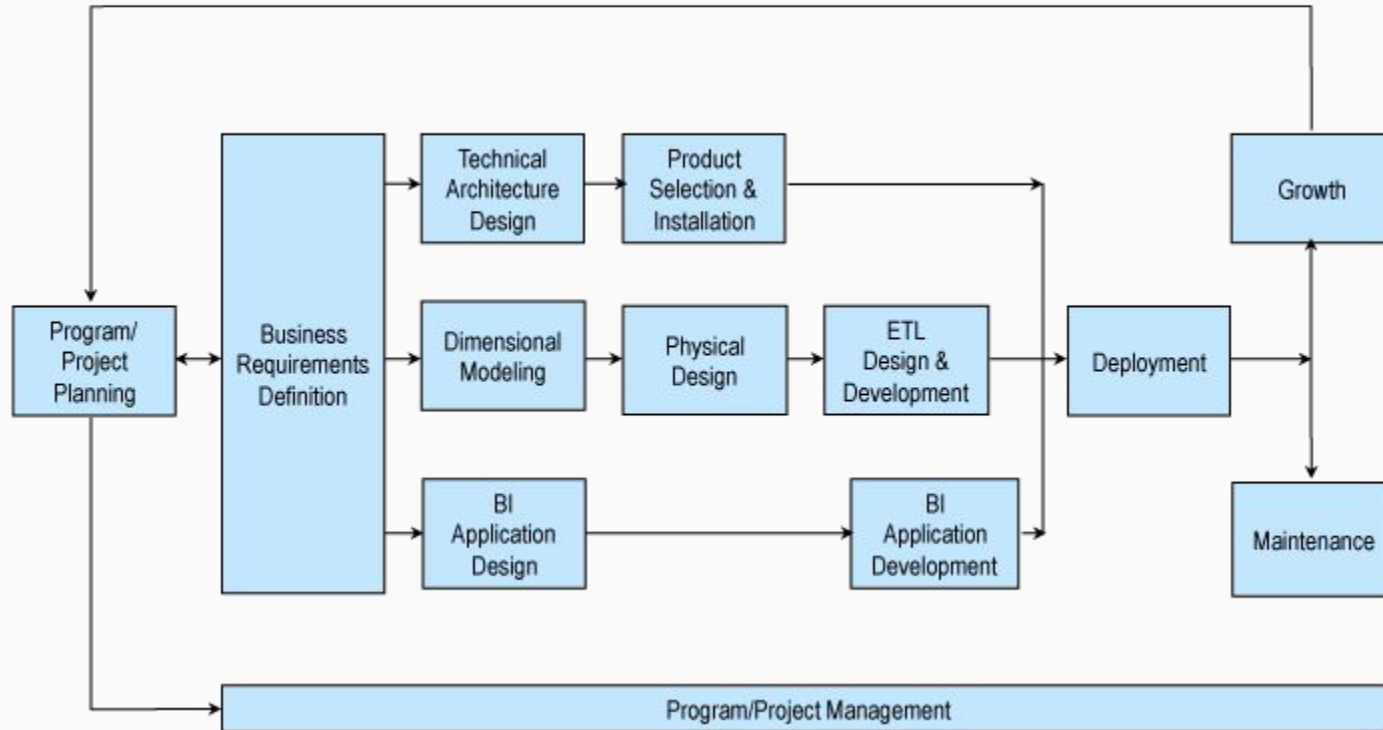 Program/
Project
Planning
Business
Requirements
Definition
Technical
Architecture
Design
Product
Selection &
Installation
Dimensional
Modeling
Physical
Design
ETL
Design &
Development
BI
Application
Design
BI
Application
Development
Deployment
Growth
Maintenance
Program/Project Management